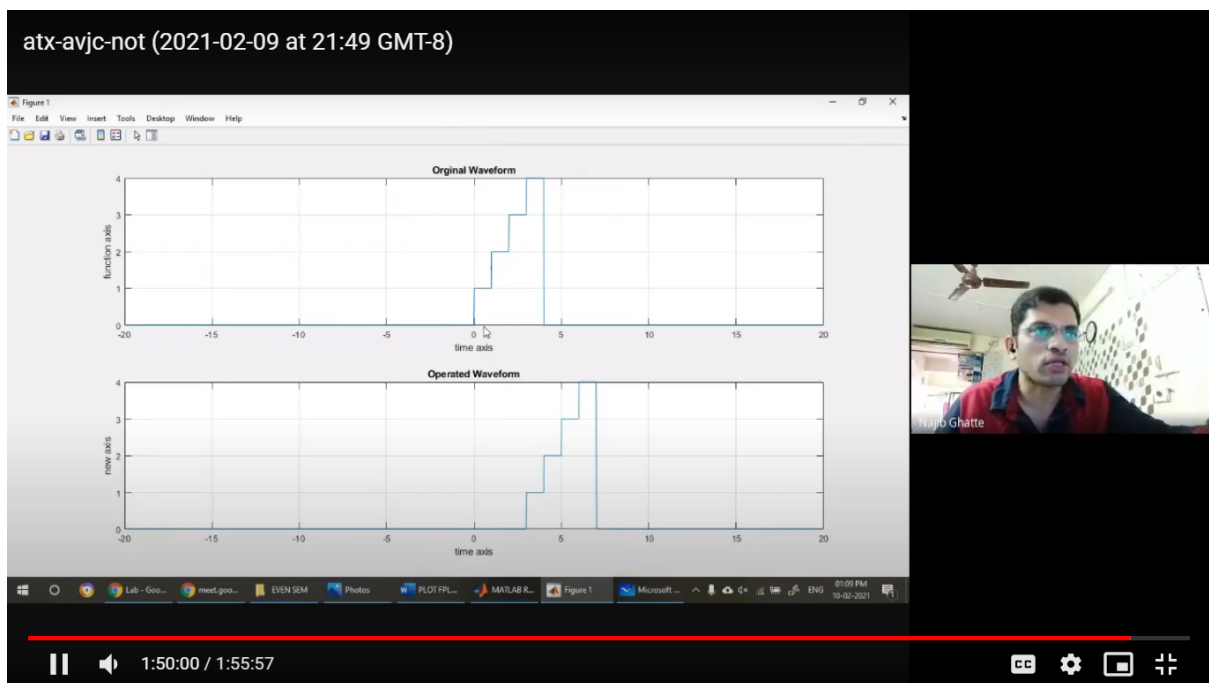 atx-avjc-not (2021-02-09 at 21:49 GMT-8)
Figure 1
File Edit View Insert Tools Desktop Window Help
Orginal Waveform
4
3
2
1
0
function axis
-20 -15 -10 -5 0 5 10 15 20
time axis
Operated Waveform
4
3
2
1
0
new axis
-20 -15 -10 -5 0 5 10 15 20
time axis
Najib Ghatte
Lab - Goo... meet.goo... EVEN SEM Photos PLOT FPL... MATLAB R... Figure 1 Microsoft ... ENG
01:09 PM
10-02-2021
1:50:00 / 1:55:57
CC